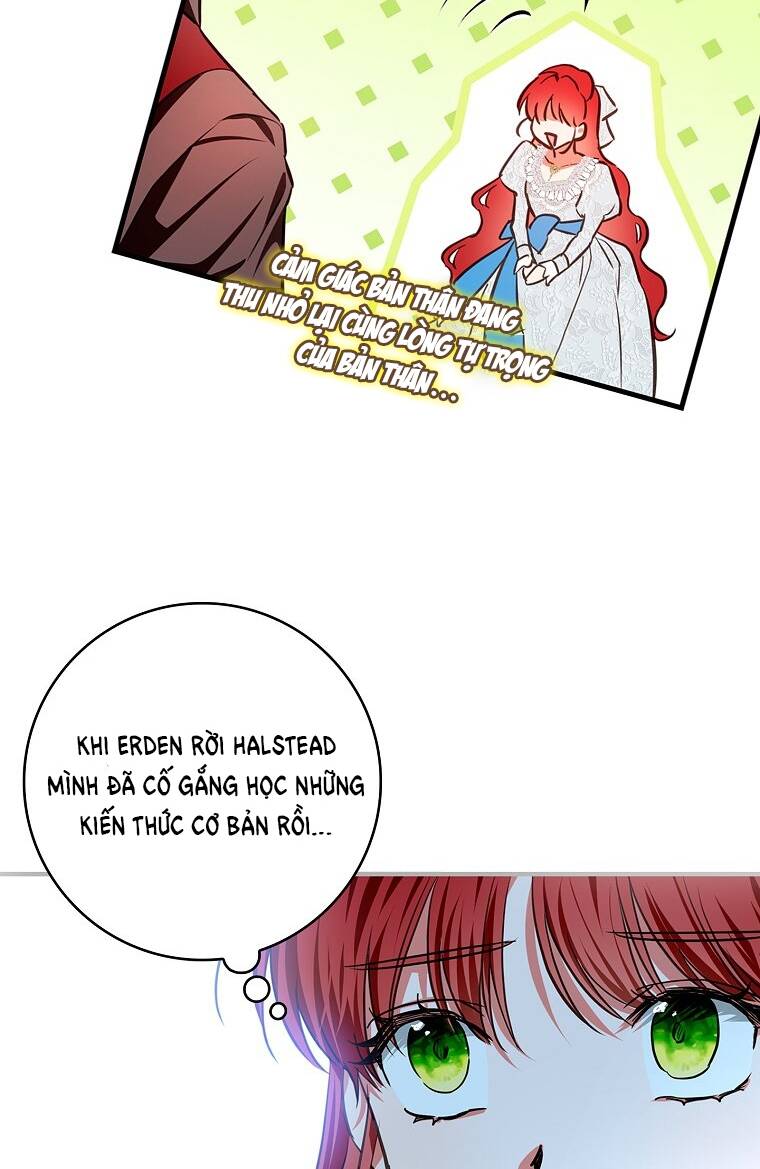 CẢM GIÁC BẢN THÂN ĐANG
THU NHỎ LẠI CÙNG LÒNG TỰ TRỌNG
CỦA BẢN THÂN...
KHI ERDEN RỜI HALSTEAD
MÌNH ĐÃ CỐ GẮNG HỌC NHỮNG
KIẾN THỨC CƠ BẢN RỒI...